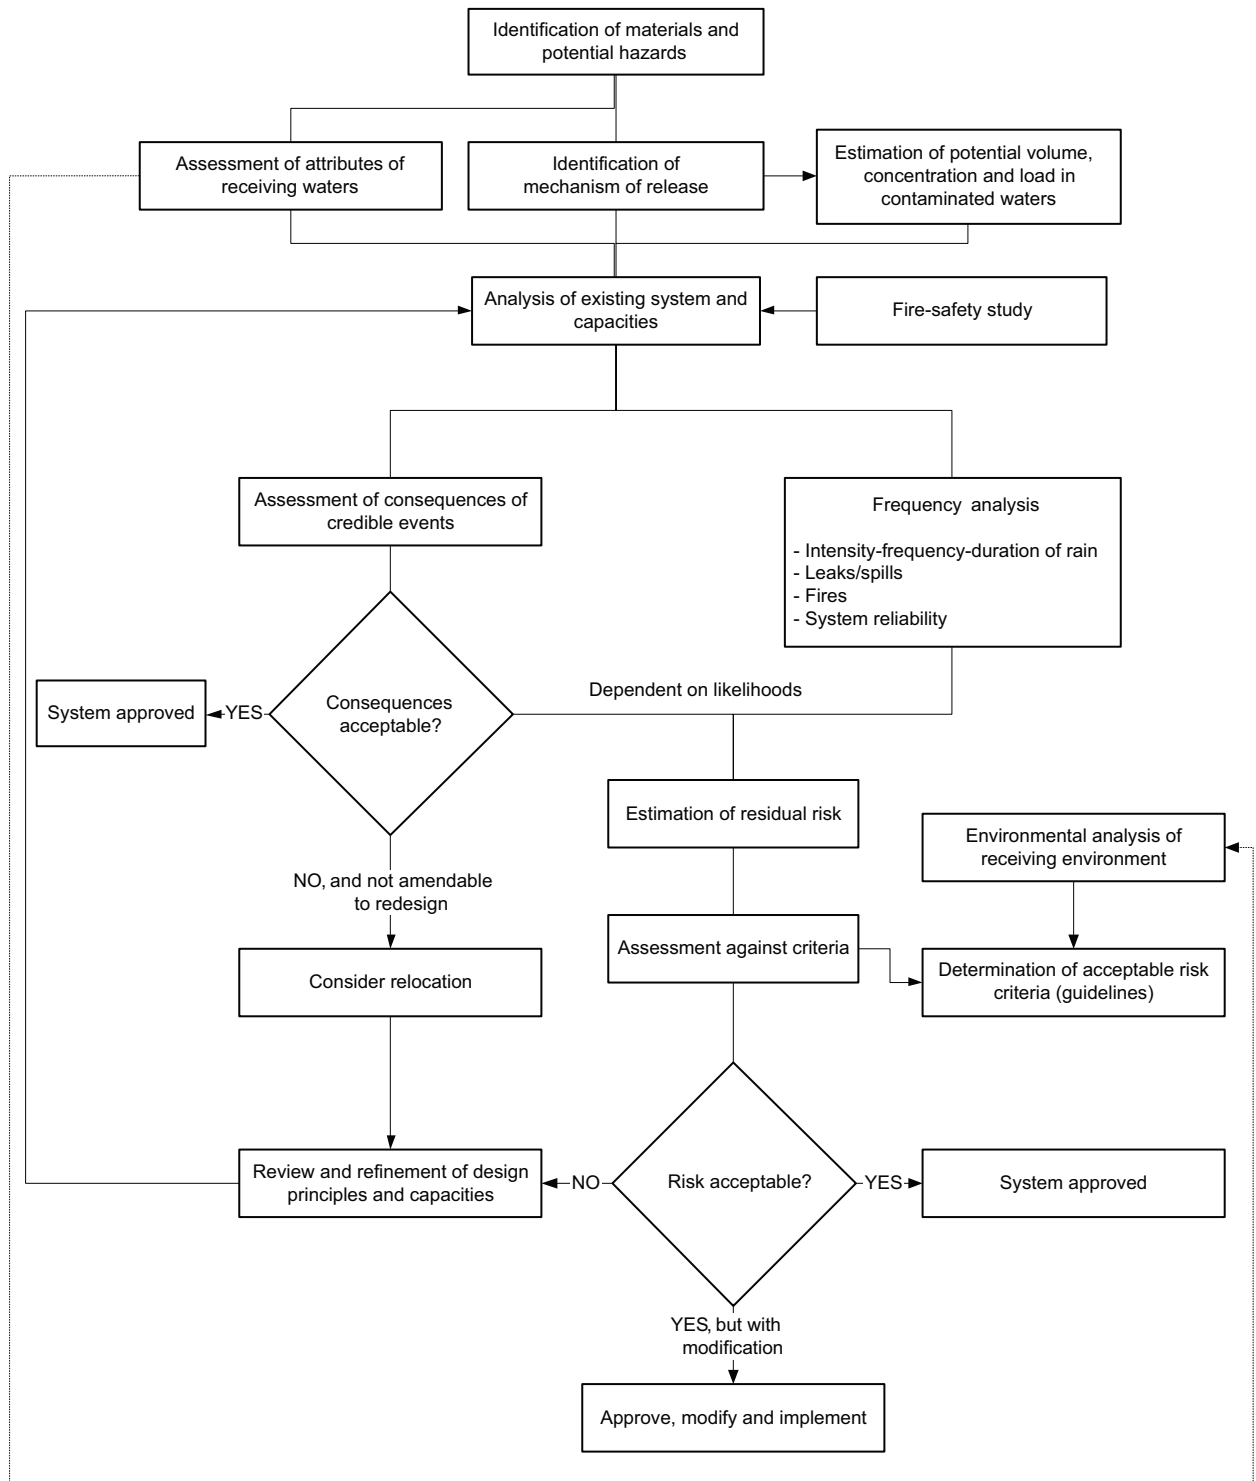 Identification of materials and
potential hazards
Assessment of attributes of
receiving waters
Identification of
mechanism of release
Estimation of potential volume,
concentration and load in
contaminated waters
Analysis of existing system and
capacities
Fire-safety study
Assessment of consequences of
credible events
Frequency analysis
- Intensity-frequency-duration of rain
- Leaks/spills
- Fires
- System reliability
Dependent on likelihoods
System approved
YES
Consequences
acceptable?
Estimation of residual risk
Environmental analysis of
receiving environment
NO, and not amendable
to redesign
Assessment against criteria
Consider relocation
Determination of acceptable risk
criteria (guidelines)
Review and refinement of design
principles and capacities
NO
Risk acceptable?
YES
System approved
YES, but with
modification
Approve, modify and implement